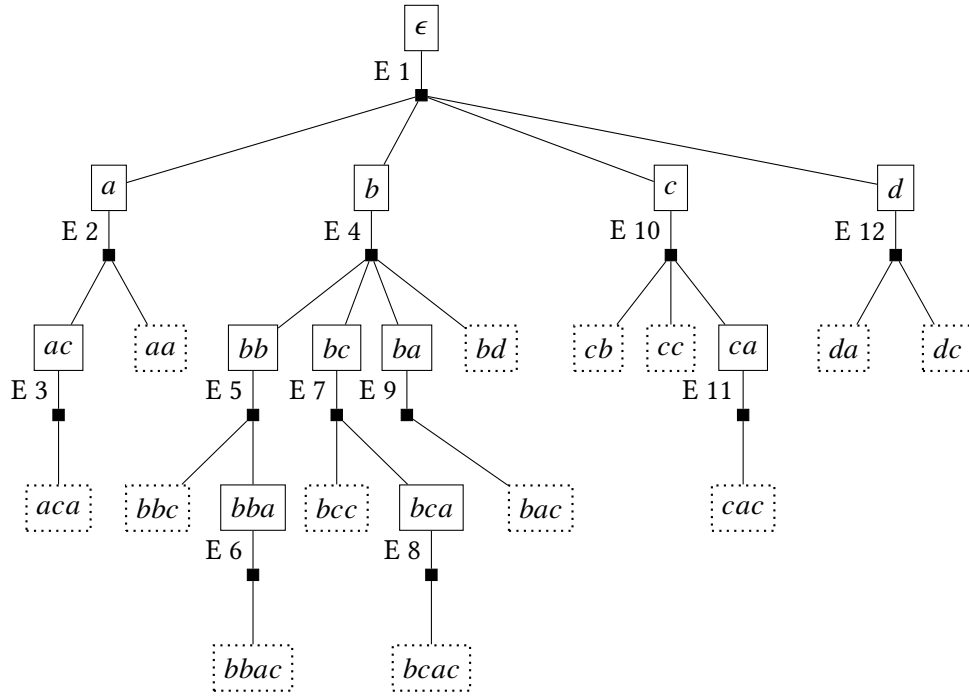 ϵ
E 1
a b c d
E 2 E 4 E 10 E 12
ac aa bb bc ba bd cb cc ca da dc
E 3 E 5 E 7 E 9 E 11
aca bbc bba bcc bca bac cac
E 6 E 8
bbac bcac